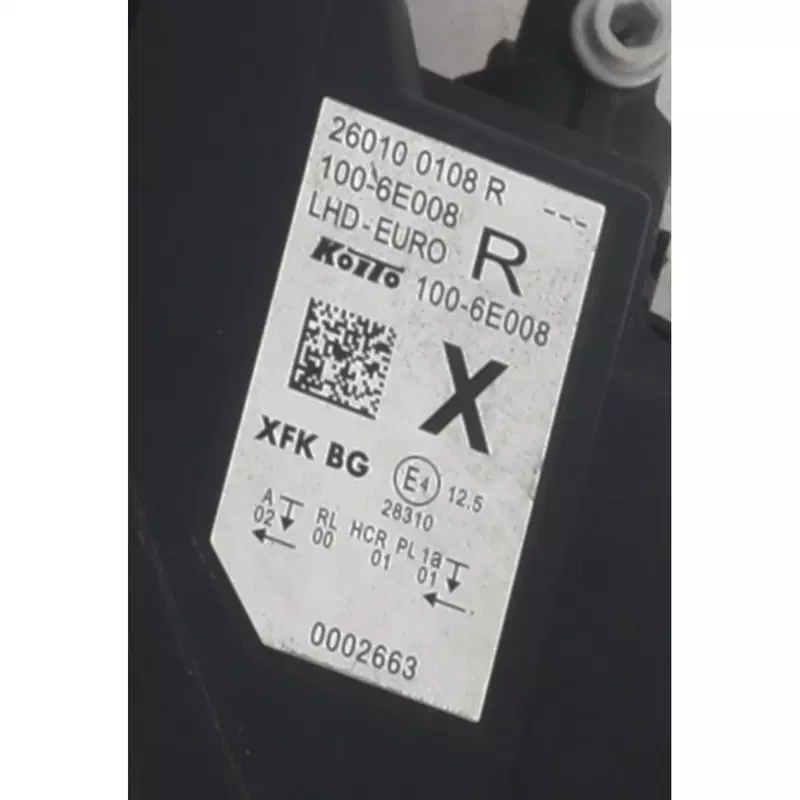 26010 0108 R
---
100-6E008
LHD-EURO
R
KOITO 100-6E008
X
XFK BG
E4 12.5
28310
A RL HCR PL 1a
02 00 01 01
0002663